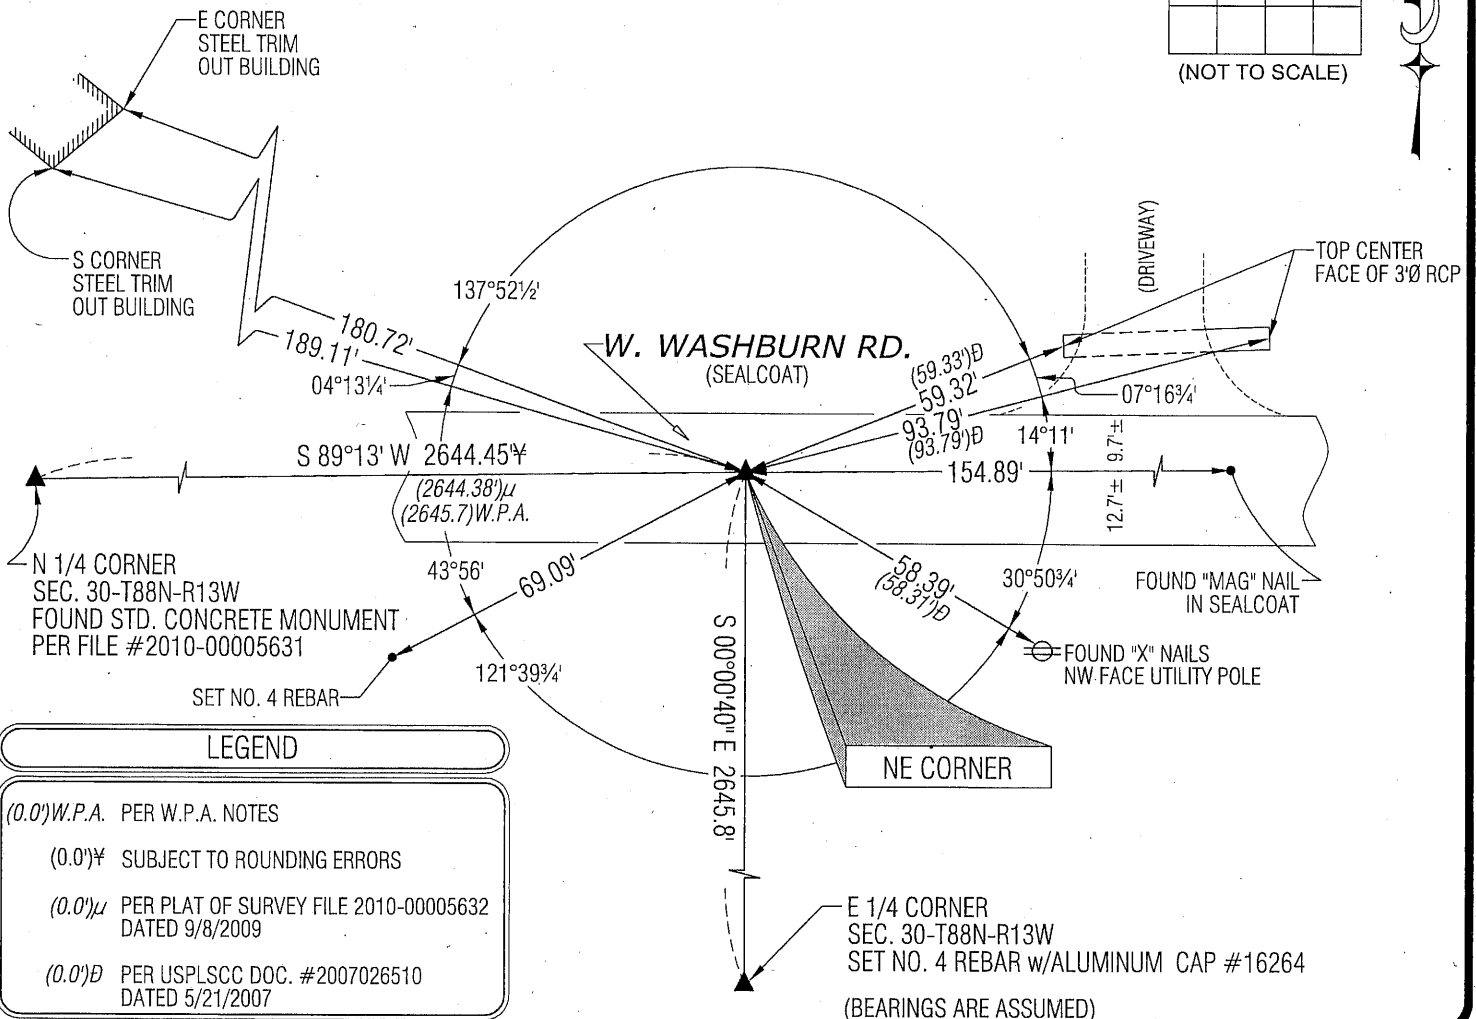 E CORNER
STEEL TRIM
OUT BUILDING
(NOT TO SCALE)
S CORNER
STEEL TRIM
OUT BUILDING
(DRIVEWAY)
TOP CENTER
FACE OF 3'Ø RCP
137°52½'
180.72'
189.11'
04°13¼'
W. WASHBURN RD.
(SEALCOAT)
(59.33')Đ
59.32'
93.79'
(93.79')Đ
07°16¾'
14°11'
9.7'±
12.7'±
S 89°13' W 2644.45'¥
(2644.38')µ
(2645.7)W.P.A.
154.89'
N 1/4 CORNER
SEC. 30-T88N-R13W
FOUND STD. CONCRETE MONUMENT
PER FILE #2010-00005631
43°56'
69.09'
58.39'
(58.31')Đ
30°50¾'
FOUND "MAG" NAIL
IN SEALCOAT
FOUND "X" NAILS
NW FACE UTILITY POLE
SET NO. 4 REBAR
121°39¾'
S 00°00'40" E 2645.8'
NE CORNER
LEGEND
(0.0')W.P.A. PER W.P.A. NOTES
(0.0')¥ SUBJECT TO ROUNDING ERRORS
(0.0')µ PER PLAT OF SURVEY FILE 2010-00005632
DATED 9/8/2009
(0.0')Đ PER USPLSCC DOC. #2007026510
DATED 5/21/2007
E 1/4 CORNER
SEC. 30-T88N-R13W
SET NO. 4 REBAR w/ALUMINUM CAP #16264
(BEARINGS ARE ASSUMED)